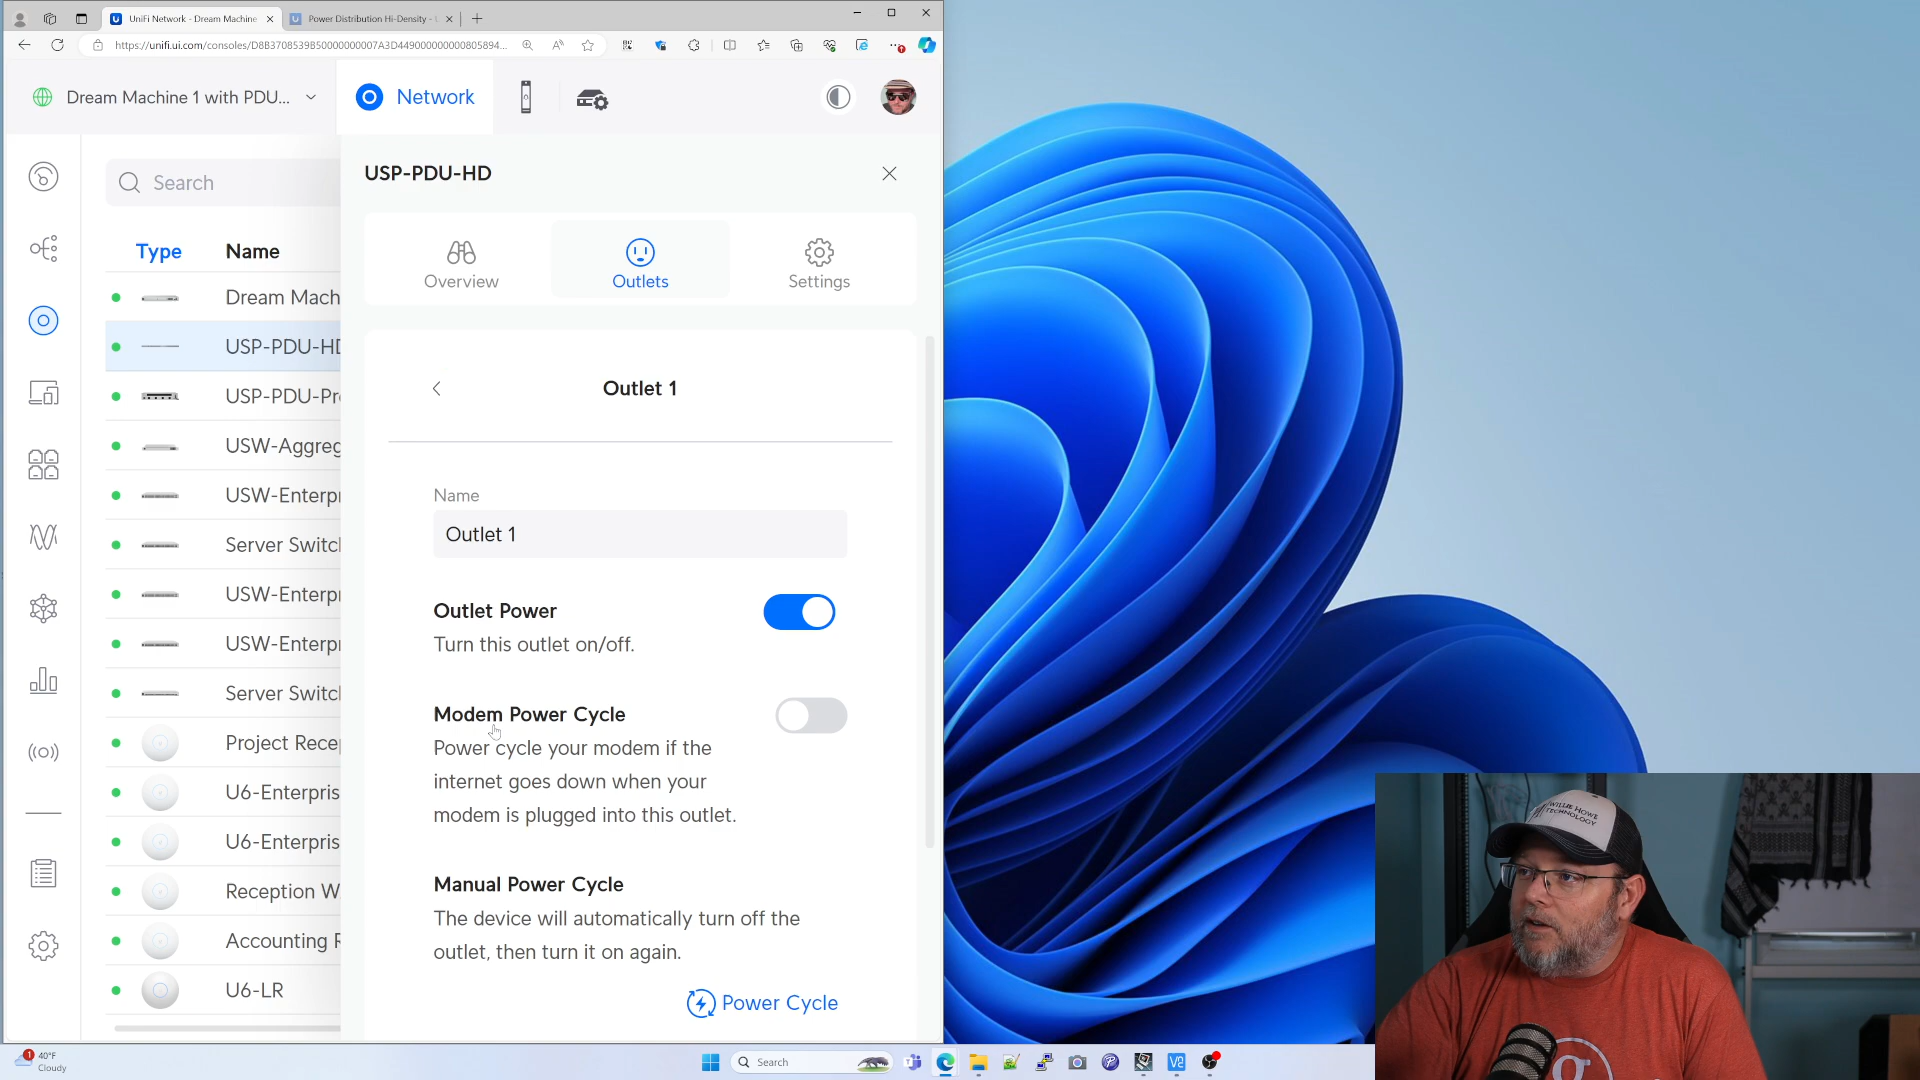 UniFi Network - Dream Machine
Power Distribution Hi-Density -
https://unifi.ui.com/consoles/D8B3708539B50000000007A3D449000000000805894...
Dream Machine 1 with PDU...
Network
Search
Type Name
Dream Mach
USP-PDU-HD
USP-PDU-Pr
USW-Aggreg
USW-Enterpr
Server Switc
USW-Enterpr
USW-Enterpr
Server Switc
Project Rece
U6-Enterpris
U6-Enterpris
Reception W
Accounting R
U6-LR
USP-PDU-HD
Overview
Outlets
Settings
Outlet 1
Name
Outlet 1
Outlet Power
Turn this outlet on/off.
Modem Power Cycle
Power cycle your modem if the
internet goes down when your
modem is plugged into this outlet.
Manual Power Cycle
The device will automatically turn off the
outlet, then turn it on again.
Power Cycle
1
40°F
Cloudy
Search
WILLIE HOWE
TECHNOLOGY